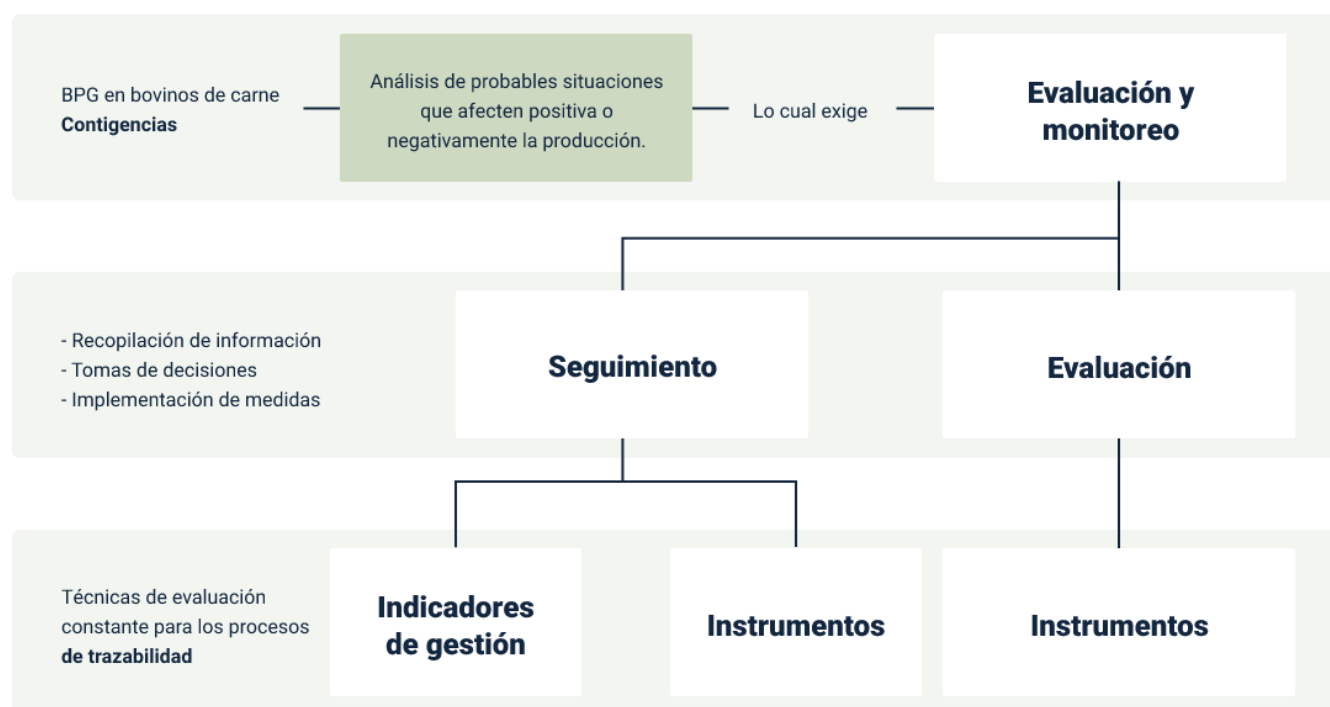 BPG en bovinos de carne
Contigencias
Análisis de probables situaciones
que afecten positiva o
negativamente la producción.
Lo cual exige
Evaluación y
monitoreo
- Recopilación de información
- Tomas de decisiones
- Implementación de medidas
Seguimiento
Evaluación
Técnicas de evaluación
constante para los procesos
de trazabilidad
Indicadores
de gestión
Instrumentos
Instrumentos